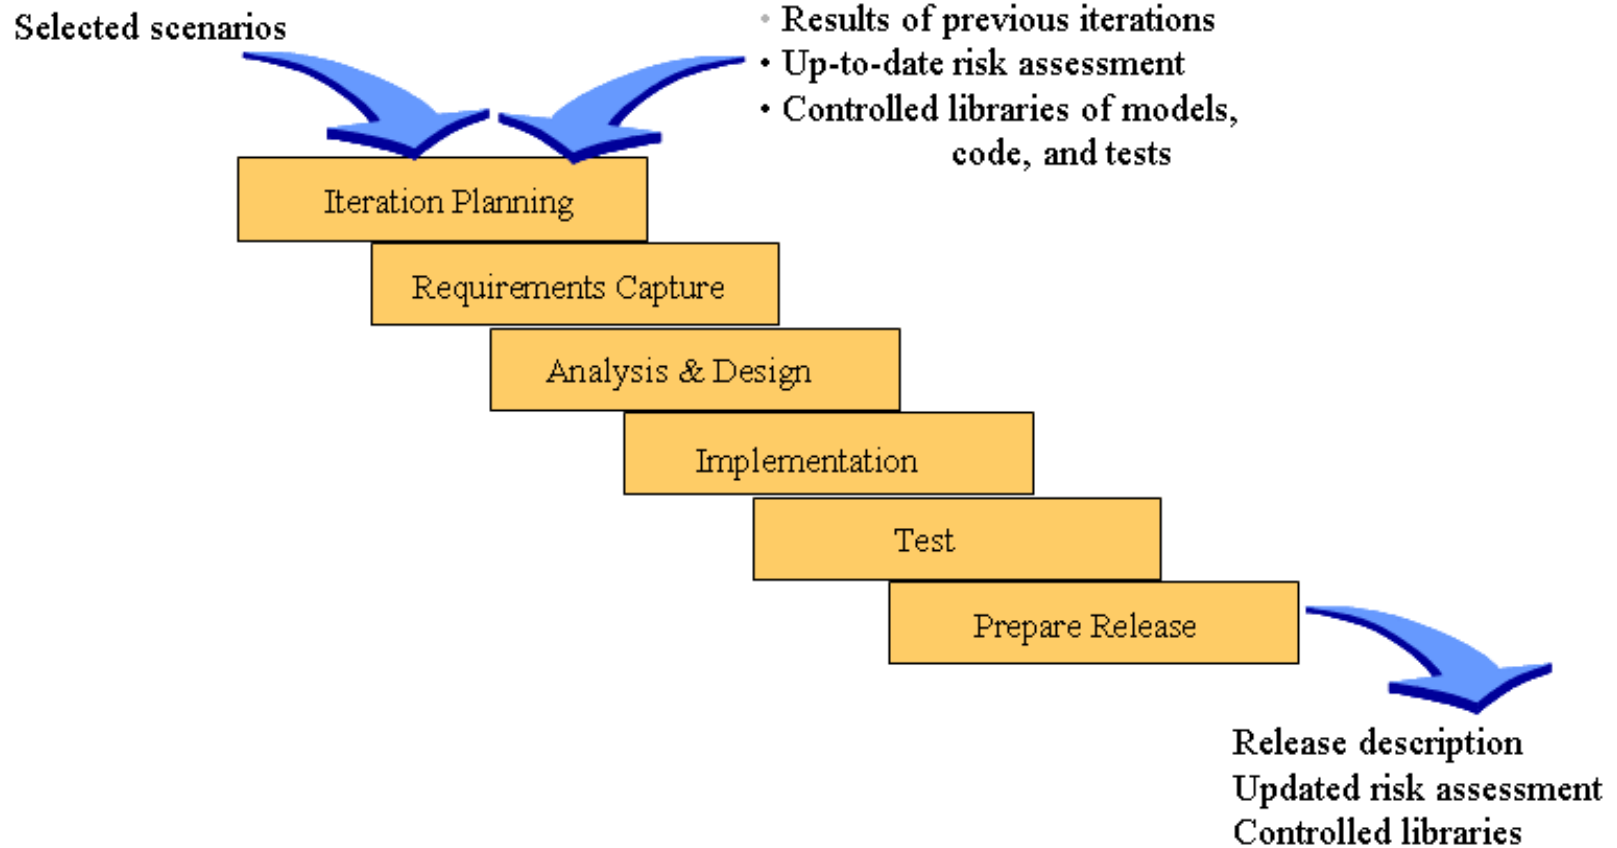 Selected scenarios
• Results of previous iterations
• Up-to-date risk assessment
• Controlled libraries of models,
code, and tests
Iteration Planning
Requirements Capture
Analysis & Design
Implementation
Test
Prepare Release
Release description
Updated risk assessment
Controlled libraries